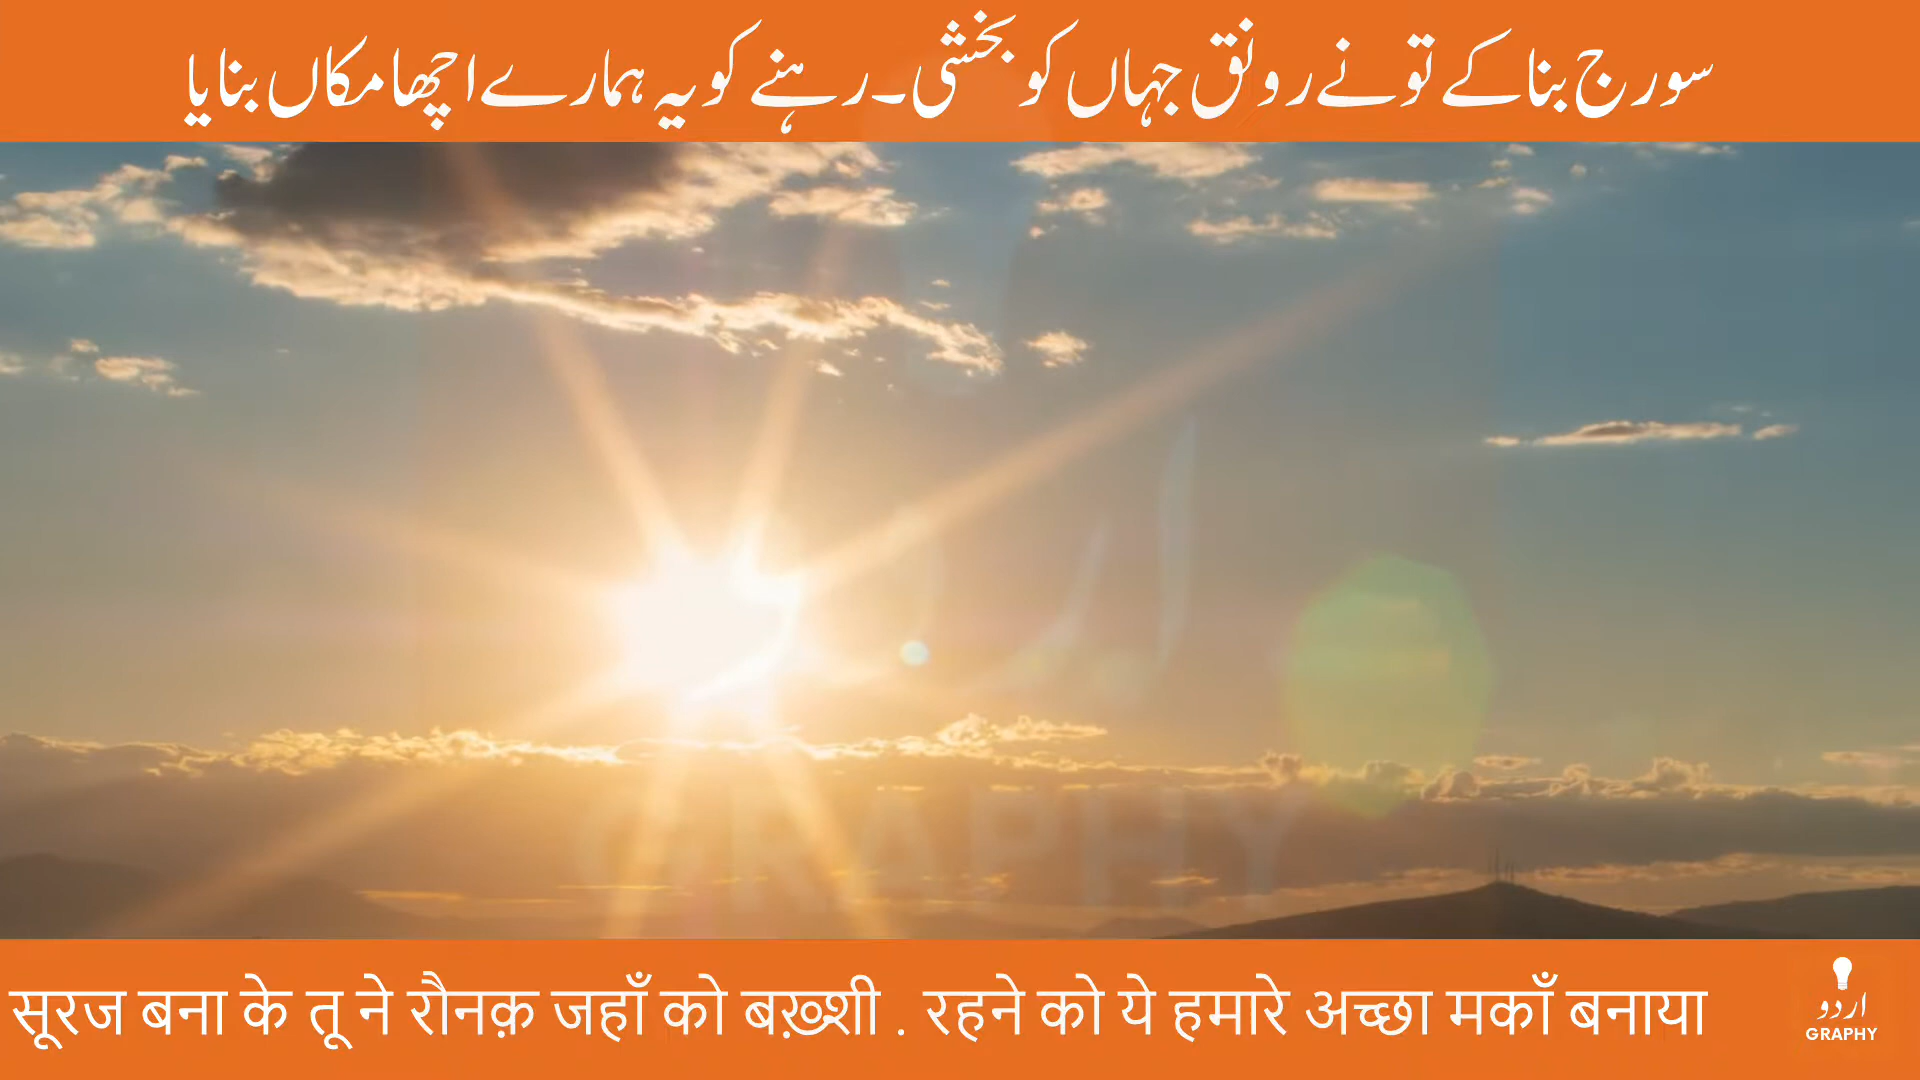 سورج بنا کے تو نے رونق جہاں کو بخشی۔ رہنے کو یہ ہمارے اچھا مکاں بنایا
GRAPHY
सूरज बना के तू ने रौनक़ जहाँ को बख़्शी . रहने को ये हमारे अच्छा मकाँ बनाया
اردو
GRAPHY